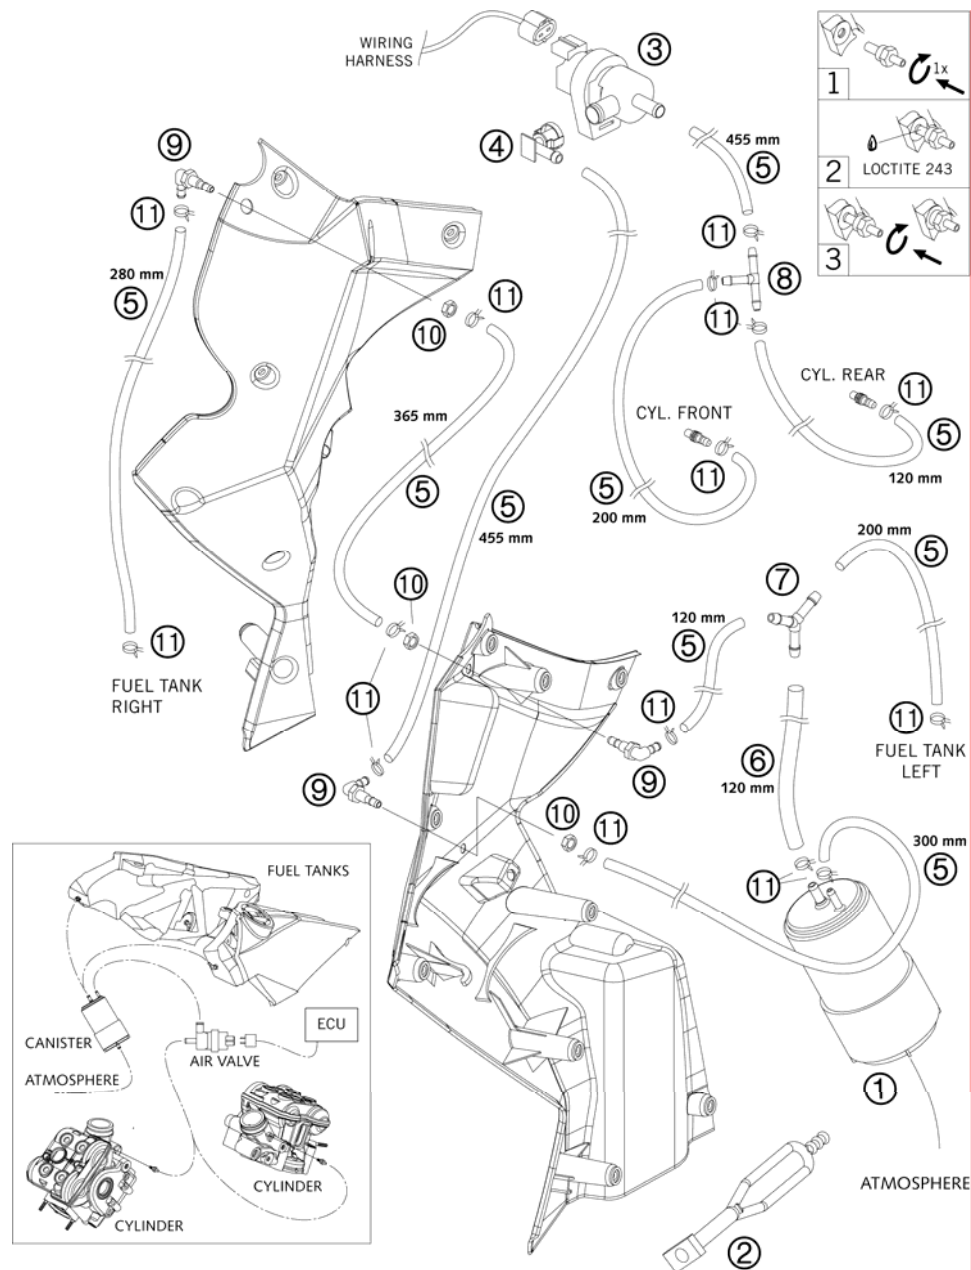 WIRING
HARNESS
3
4
9
11
280 mm
5
11
FUEL TANK
RIGHT
10
11
365 mm
5
10
11
5
455 mm
455 mm
5
11
8
11
CYL. REAR
11
5
120 mm
CYL. FRONT
11
5
200 mm
1
1x
2
LOCTITE 243
3
200 mm
5
7
120 mm
5
11
9
11
FUEL TANK
LEFT
6
120 mm
9
10
11
300 mm
5
11
1
ATMOSPHERE
2
FUEL TANKS
CANISTER
ATMOSPHERE
AIR VALVE
ECU
CYLINDER
CYLINDER